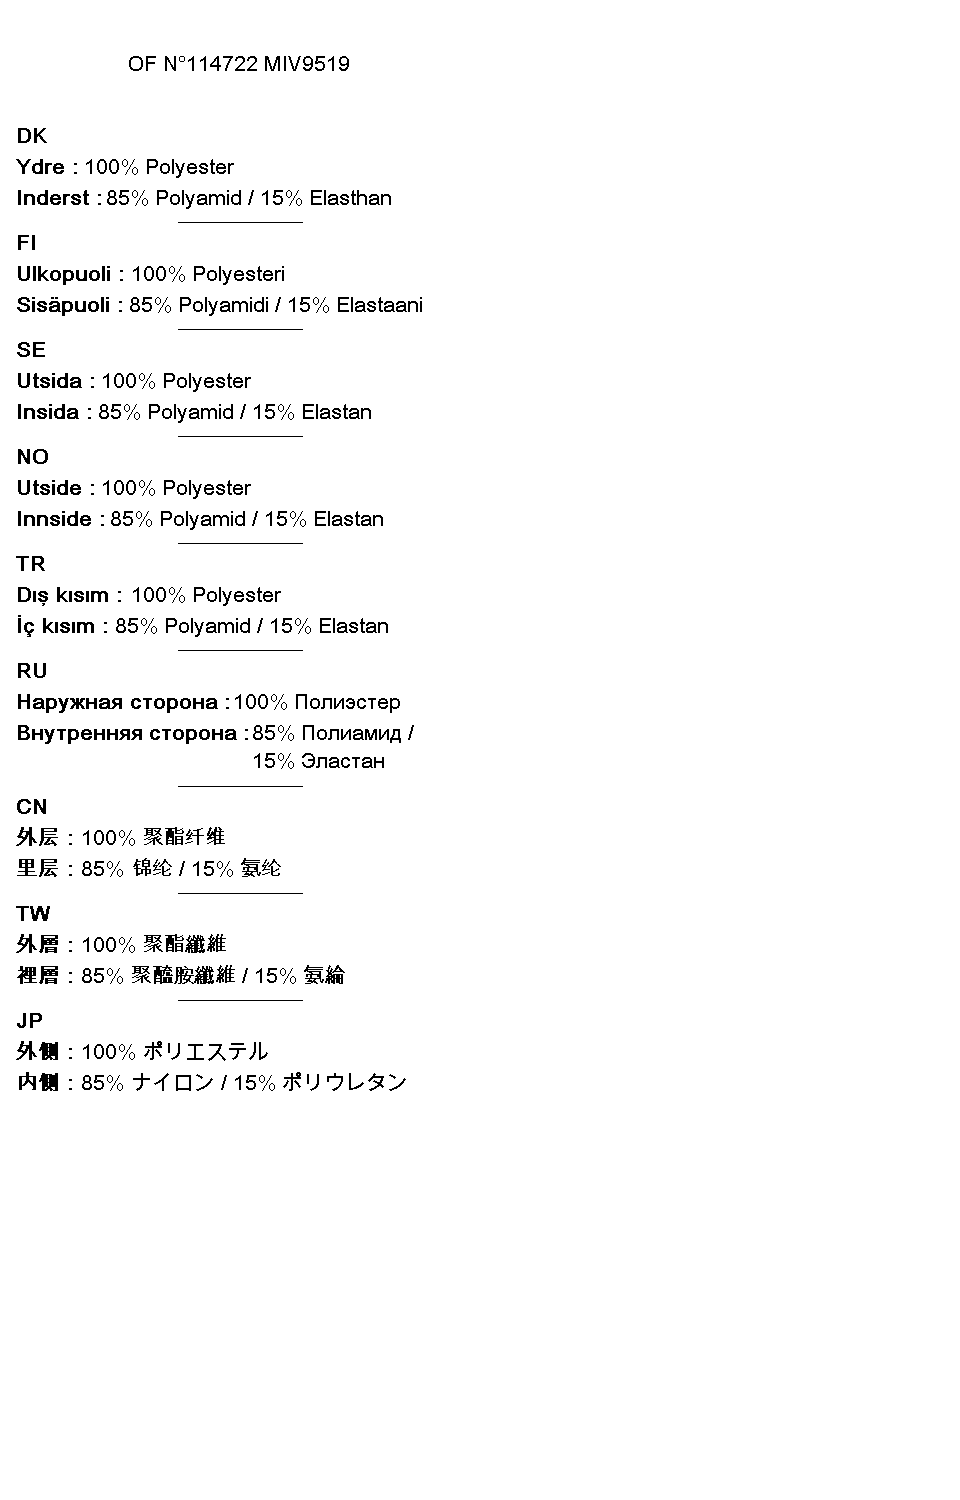 OF N°114722 MIV9519
DK
Ydre : 100% Polyester
Inderst : 85% Polyamid / 15% Elasthan
FI
Ulkopuoli : 100% Polyesteri
Sisäpuoli : 85% Polyamidi / 15% Elastaani
SE
Utsida : 100% Polyester
Insida : 85% Polyamid / 15% Elastan
NO
Utside : 100% Polyester
Innside : 85% Polyamid / 15% Elastan
TR
Dış kısım : 100% Polyester
İç kısım : 85% Polyamid / 15% Elastan
RU
Наружная сторона : 100% Полиэстер
Внутренняя сторона : 85% Полиамид /
15% Эластан
CN
外层 : 100% 聚酯纤维
里层 : 85% 锦纶 / 15% 氨纶
TW
外層 : 100% 聚酯纖維
裡層 : 85% 聚醯胺纖維 / 15% 氨綸
JP
外側 : 100% ポリエステル
内側 : 85% ナイロン / 15% ポリウレタン